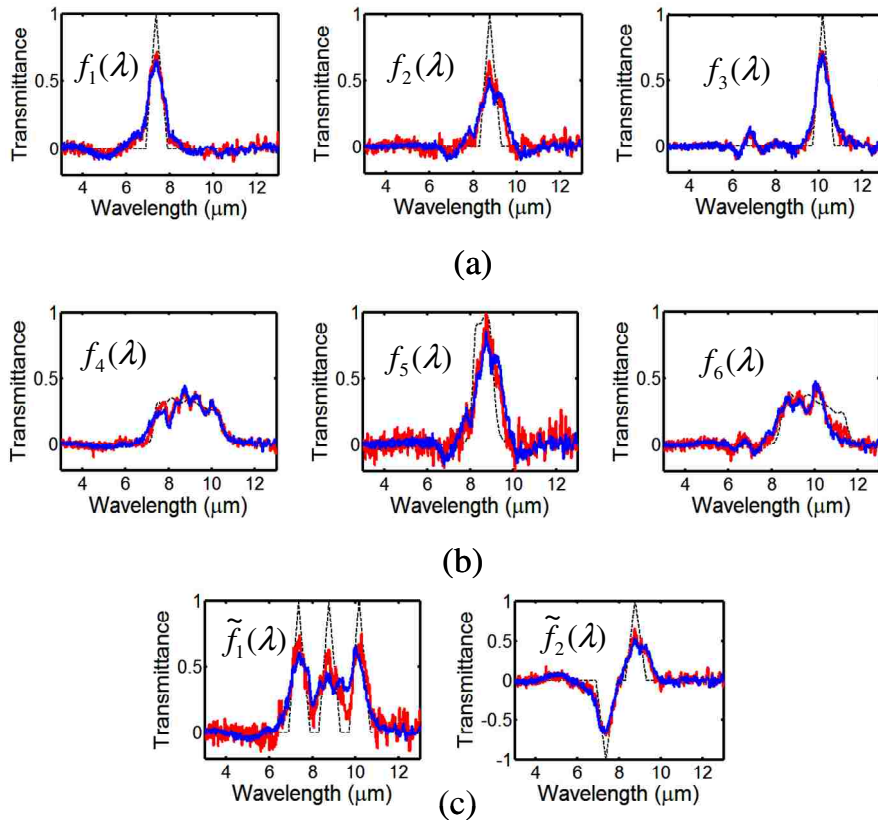 1
0.5
0
f₁(λ)
Transmittance
4 6 8 10 12
Wavelength (μm)
1
0.5
0
f₂(λ)
Transmittance
4 6 8 10 12
Wavelength (μm)
1
0.5
0
f₃(λ)
Transmittance
4 6 8 10 12
Wavelength (μm)
(a)
1
0.5
0
f₄(λ)
Transmittance
4 6 8 10 12
Wavelength (μm)
1
0.5
0
f₅(λ)
Transmittance
4 6 8 10 12
Wavelength (μm)
1
0.5
0
f₆(λ)
Transmittance
4 6 8 10 12
Wavelength (μm)
(b)
1
0.5
0
f̃₁(λ)
Transmittance
4 6 8 10 12
Wavelength (μm)
1
0.5
0
-0.5
-1
f̃₂(λ)
Transmittance
4 6 8 10 12
Wavelength (μm)
(c)